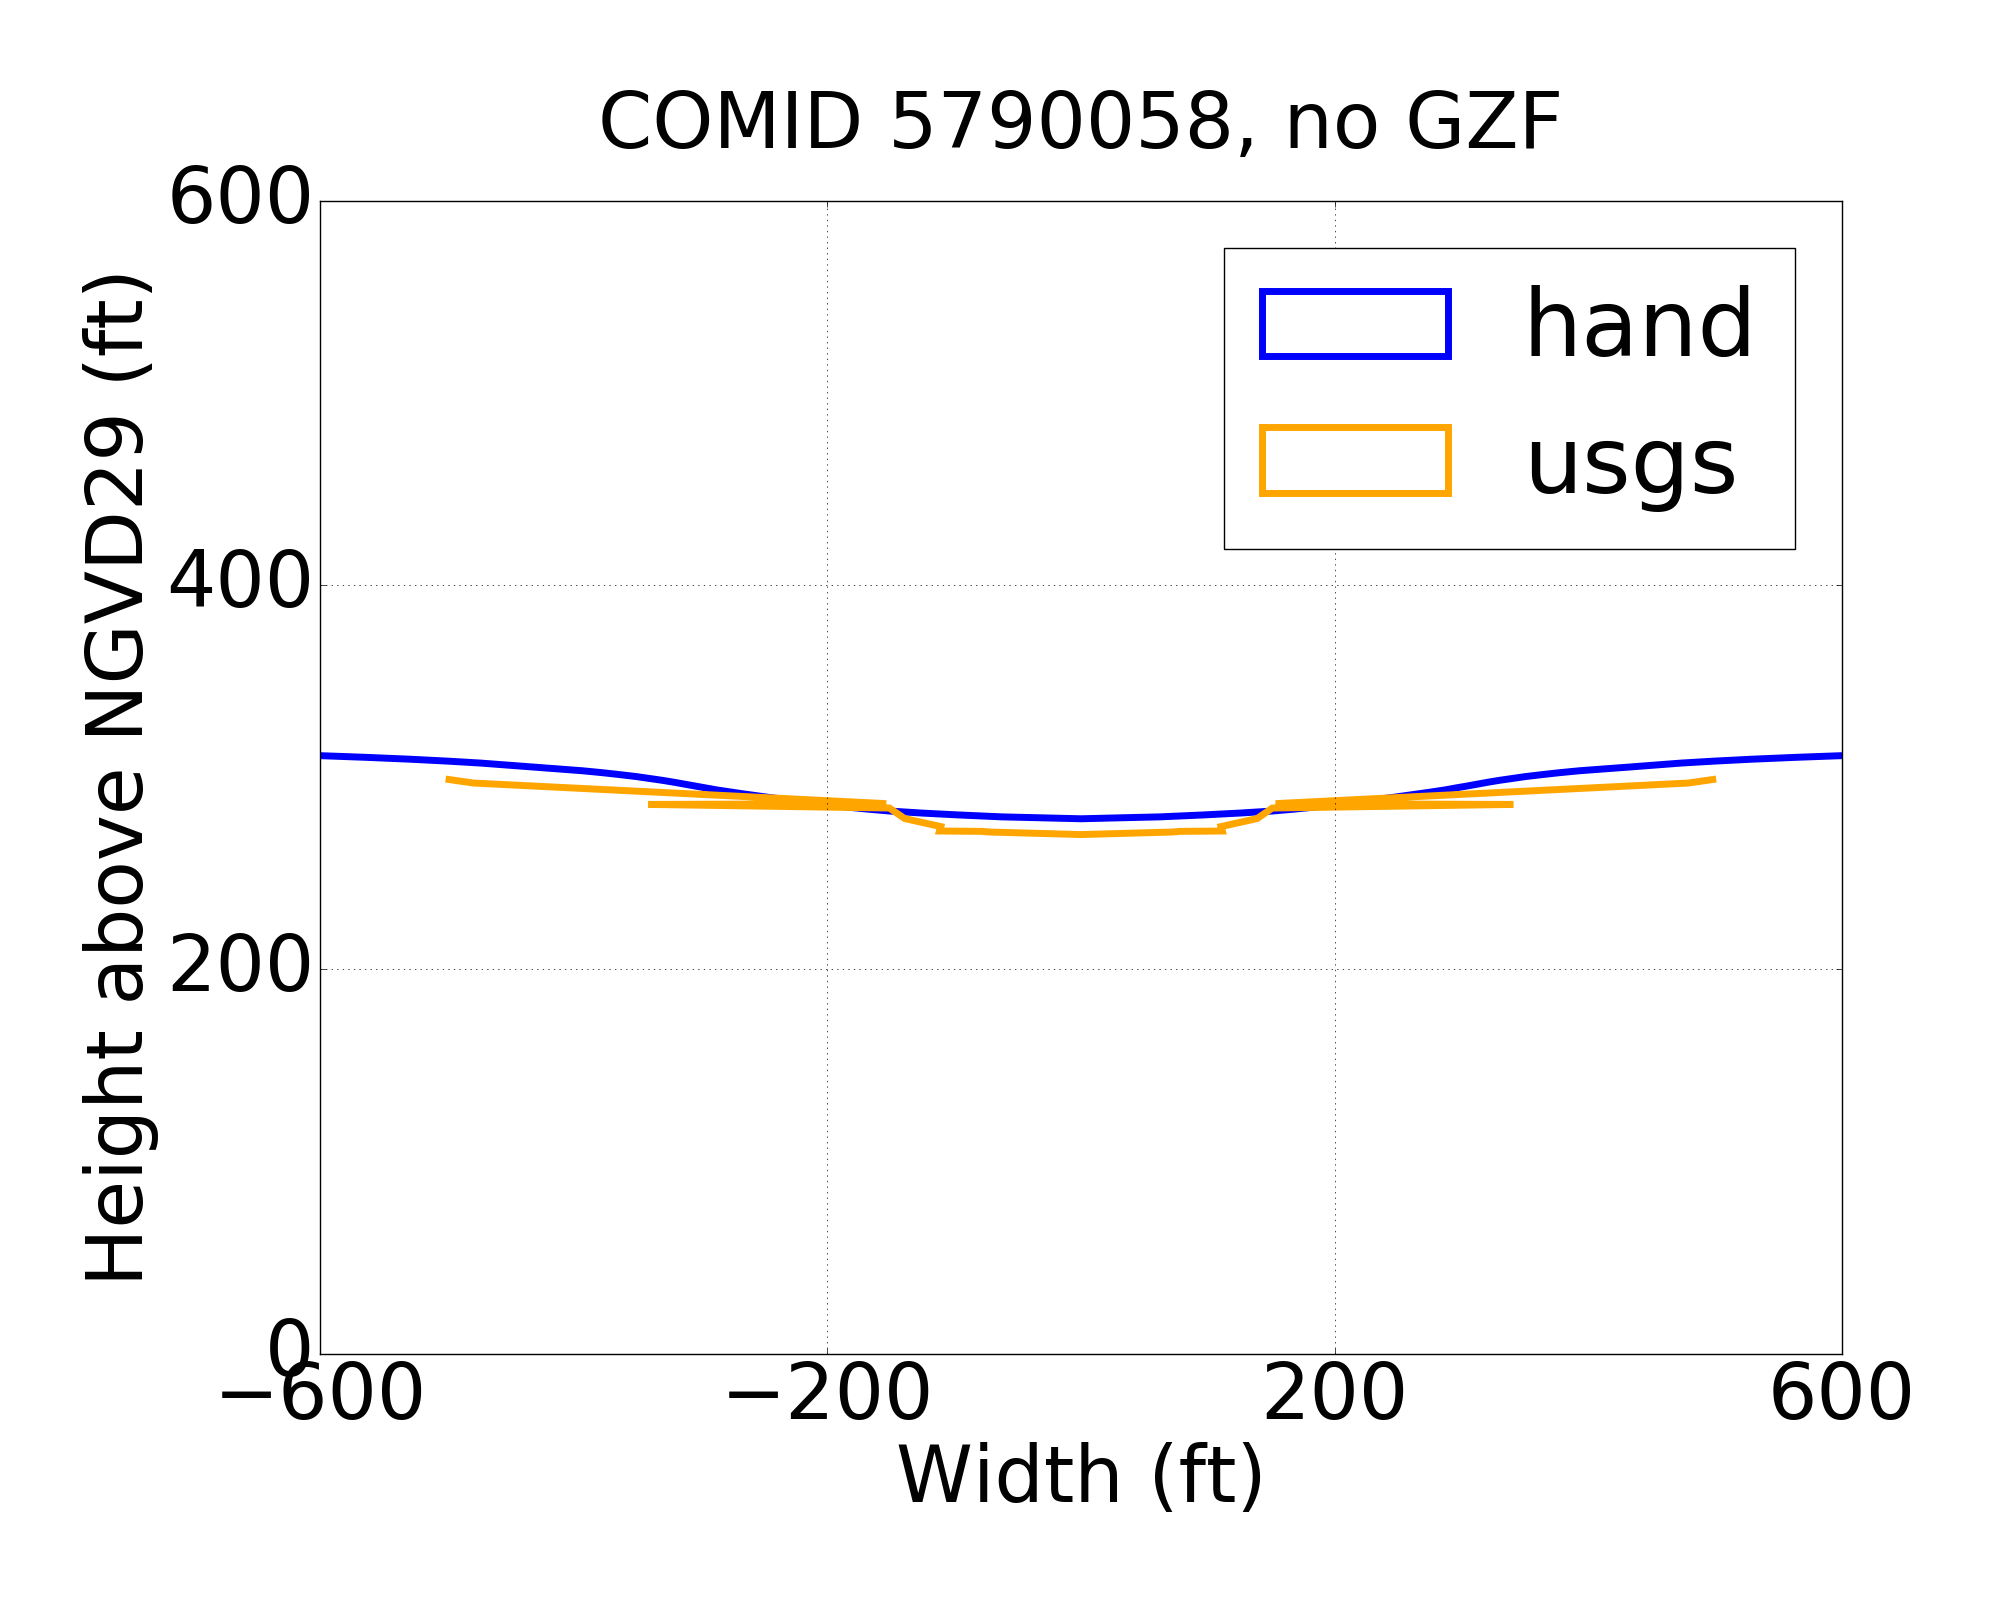 COMID 5790058, no GZF
600
400
200
0
Height above NGVD29 (ft)
hand
usgs
−600 −200 200 600
Width (ft)